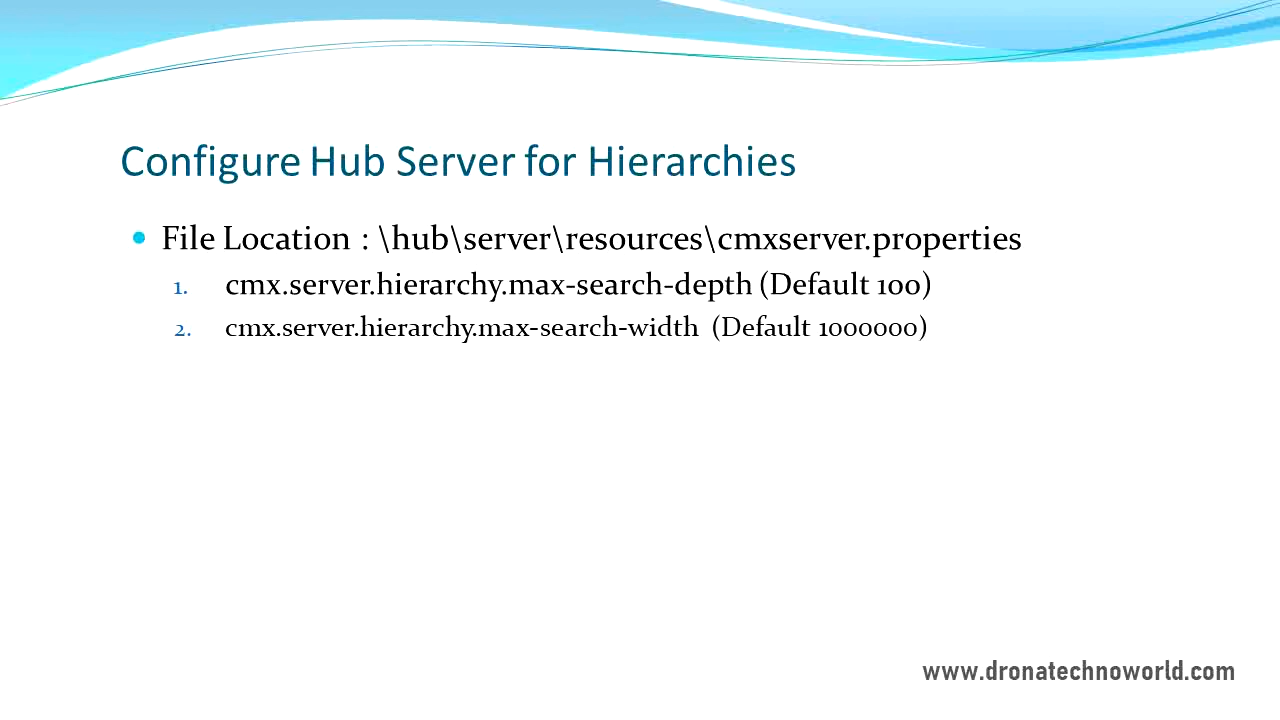 Configure Hub Server for Hierarchies
• File Location : \hub\server\resources\cmxserver.properties
1. cmx.server.hierarchy.max-search-depth (Default 100)
2. cmx.server.hierarchy.max-search-width (Default 1000000)
www.dronatechnoworld.com